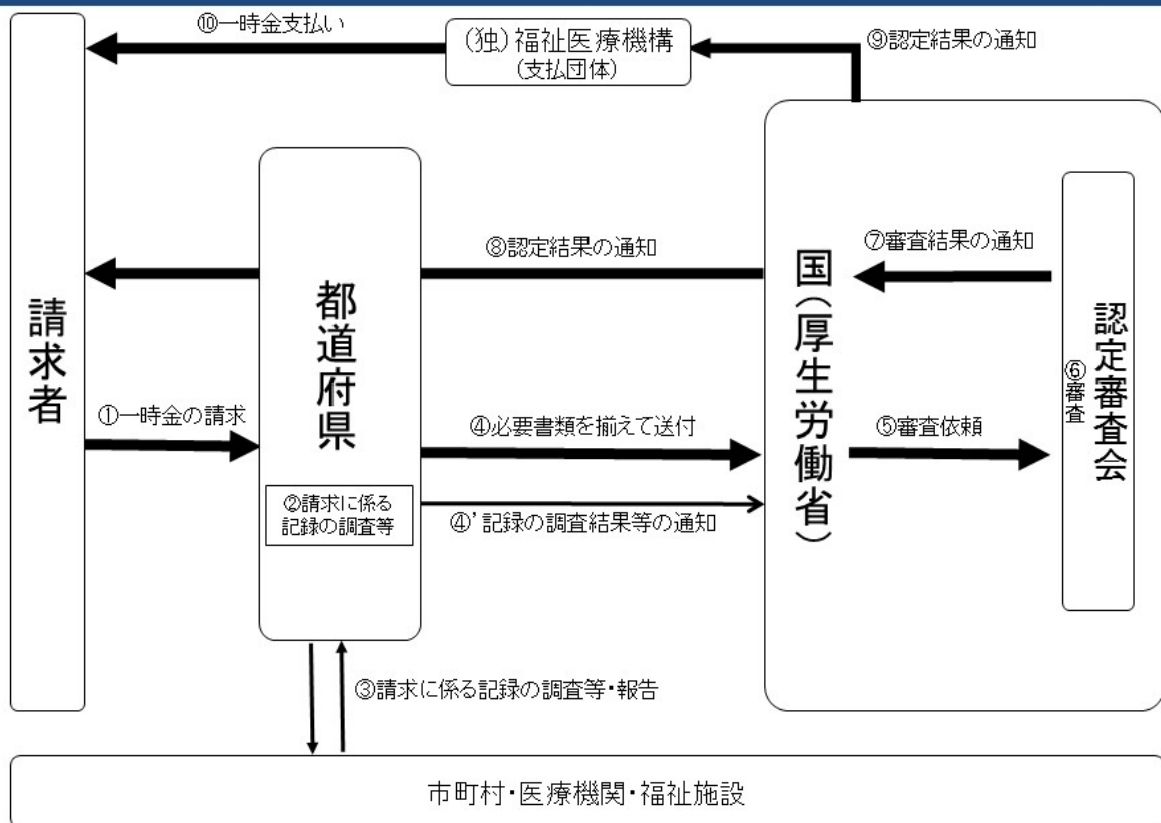 ⑩一時金支払い
(独)福祉医療機構
(支払団体)
⑨認定結果の通知
⑧認定結果の通知
⑦審査結果の通知
請求者
都道府県
国(厚生労働省)
認定審査会
⑥審査
①一時金の請求
④必要書類を揃えて送付
⑤審査依頼
②請求に係る
記録の調査等
④’記録の調査結果等の通知
③請求に係る記録の調査等・報告
市町村・医療機関・福祉施設